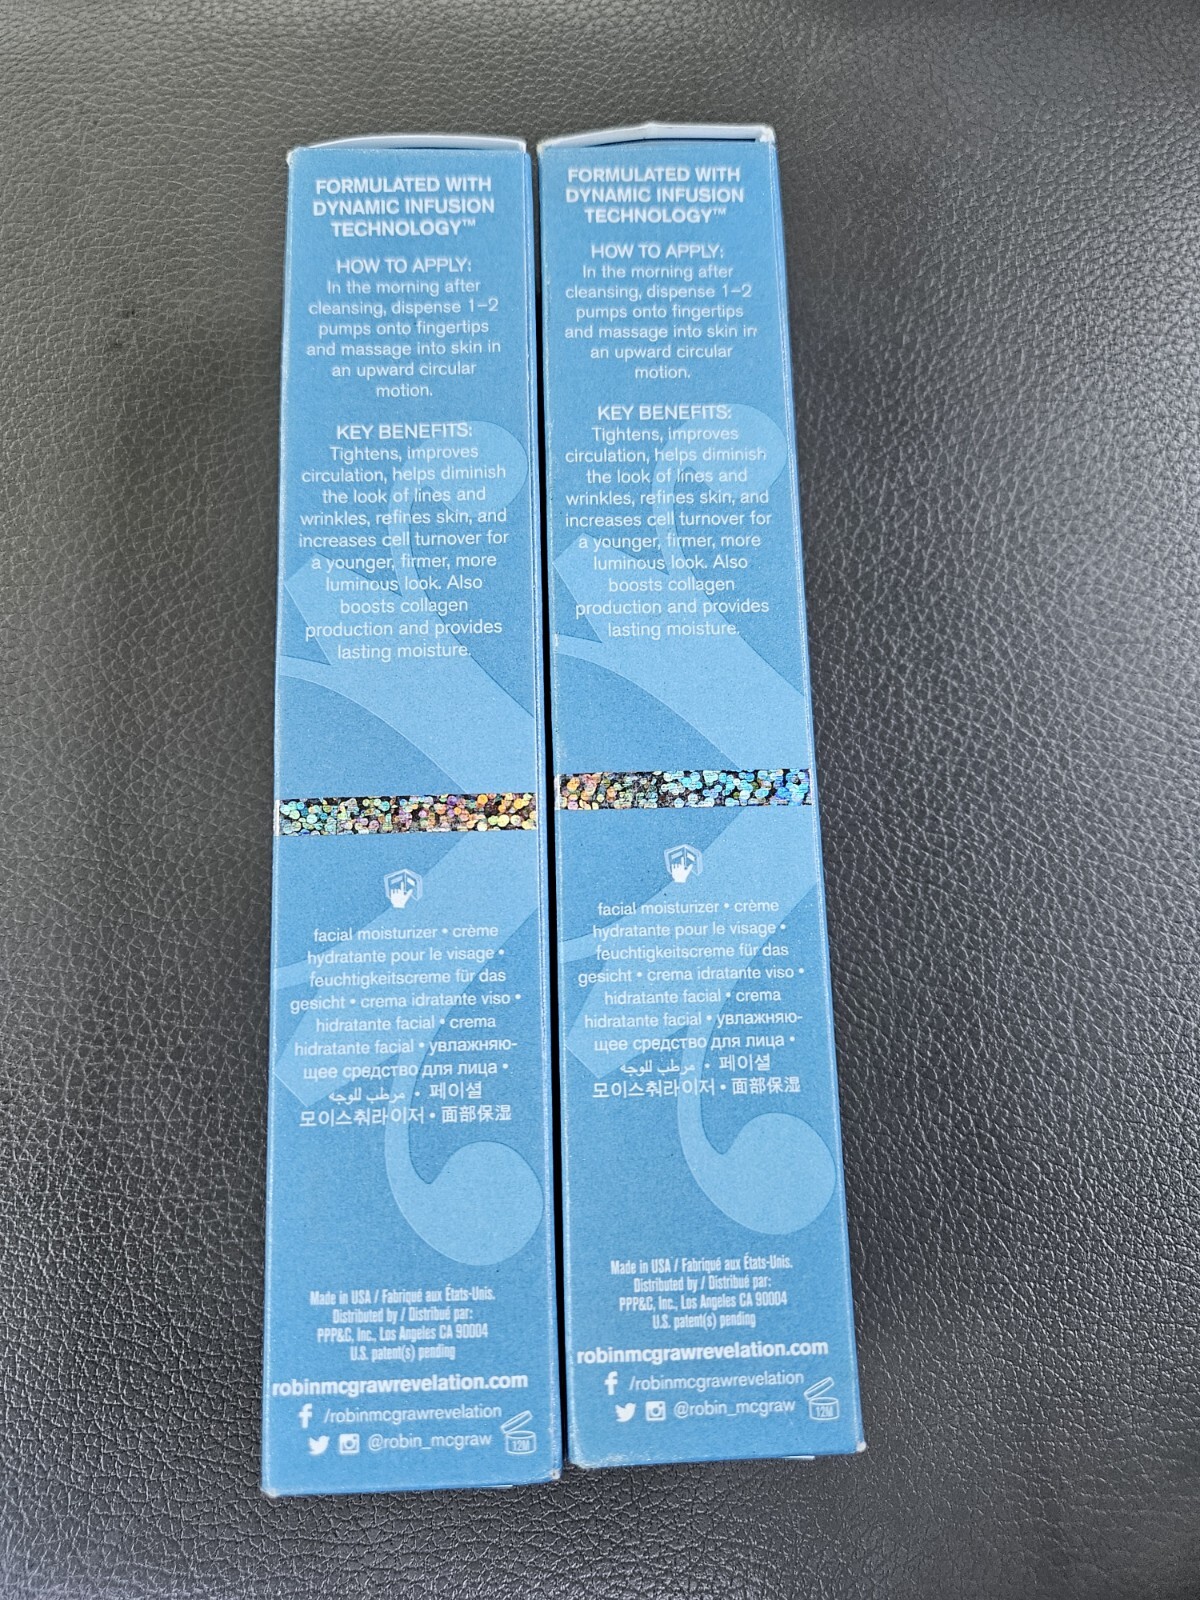 FORMULATED WITH
DYNAMIC INFUSION
TECHNOLOGY™
HOW TO APPLY:
In the morning after
cleansing, dispense 1–2
pumps onto fingertips
and massage into skin in
an upward circular
motion.
KEY BENEFITS:
Tightens, improves
circulation, helps diminish
the look of lines and
wrinkles, refines skin, and
increases cell turnover for
a younger, firmer, more
luminous look. Also
boosts collagen
production and provides
lasting moisture.
facial moisturizer • crème
hydratante pour le visage •
feuchtigkeitscreme für das
gesicht • crema idratante viso •
hidratante facial • crema
hidratante facial • увлажняю-
щее средство для лица •
مرطب للوجه • 페이셜
모이스춰라이저 • 面部保湿
Made in USA / Fabriqué aux États-Unis.
Distributed by / Distribué par:
PPP&C, Inc., Los Angeles CA 90004
U.S. patent(s) pending
robinmcgrawrevelation.com
/robinmcgrawrevelation
@robin_mcgraw
12M
FORMULATED WITH
DYNAMIC INFUSION
TECHNOLOGY™
HOW TO APPLY:
In the morning after
cleansing, dispense 1–2
pumps onto fingertips
and massage into skin in
an upward circular
motion.
KEY BENEFITS:
Tightens, improves
circulation, helps diminish
the look of lines and
wrinkles, refines skin, and
increases cell turnover for
a younger, firmer, more
luminous look. Also
boosts collagen
production and provides
lasting moisture.
facial moisturizer • crème
hydratante pour le visage •
feuchtigkeitscreme für das
gesicht • crema idratante viso •
hidratante facial • crema
hidratante facial • увлажняю-
щее средство для лица •
مرطب للوجه • 페이셜
모이스춰라이저 • 面部保湿
Made in USA / Fabriqué aux États-Unis.
Distributed by / Distribué par:
PPP&C, Inc., Los Angeles CA 90004
U.S. patent(s) pending
robinmcgrawrevelation.com
/robinmcgrawrevelation
@robin_mcgraw
12M